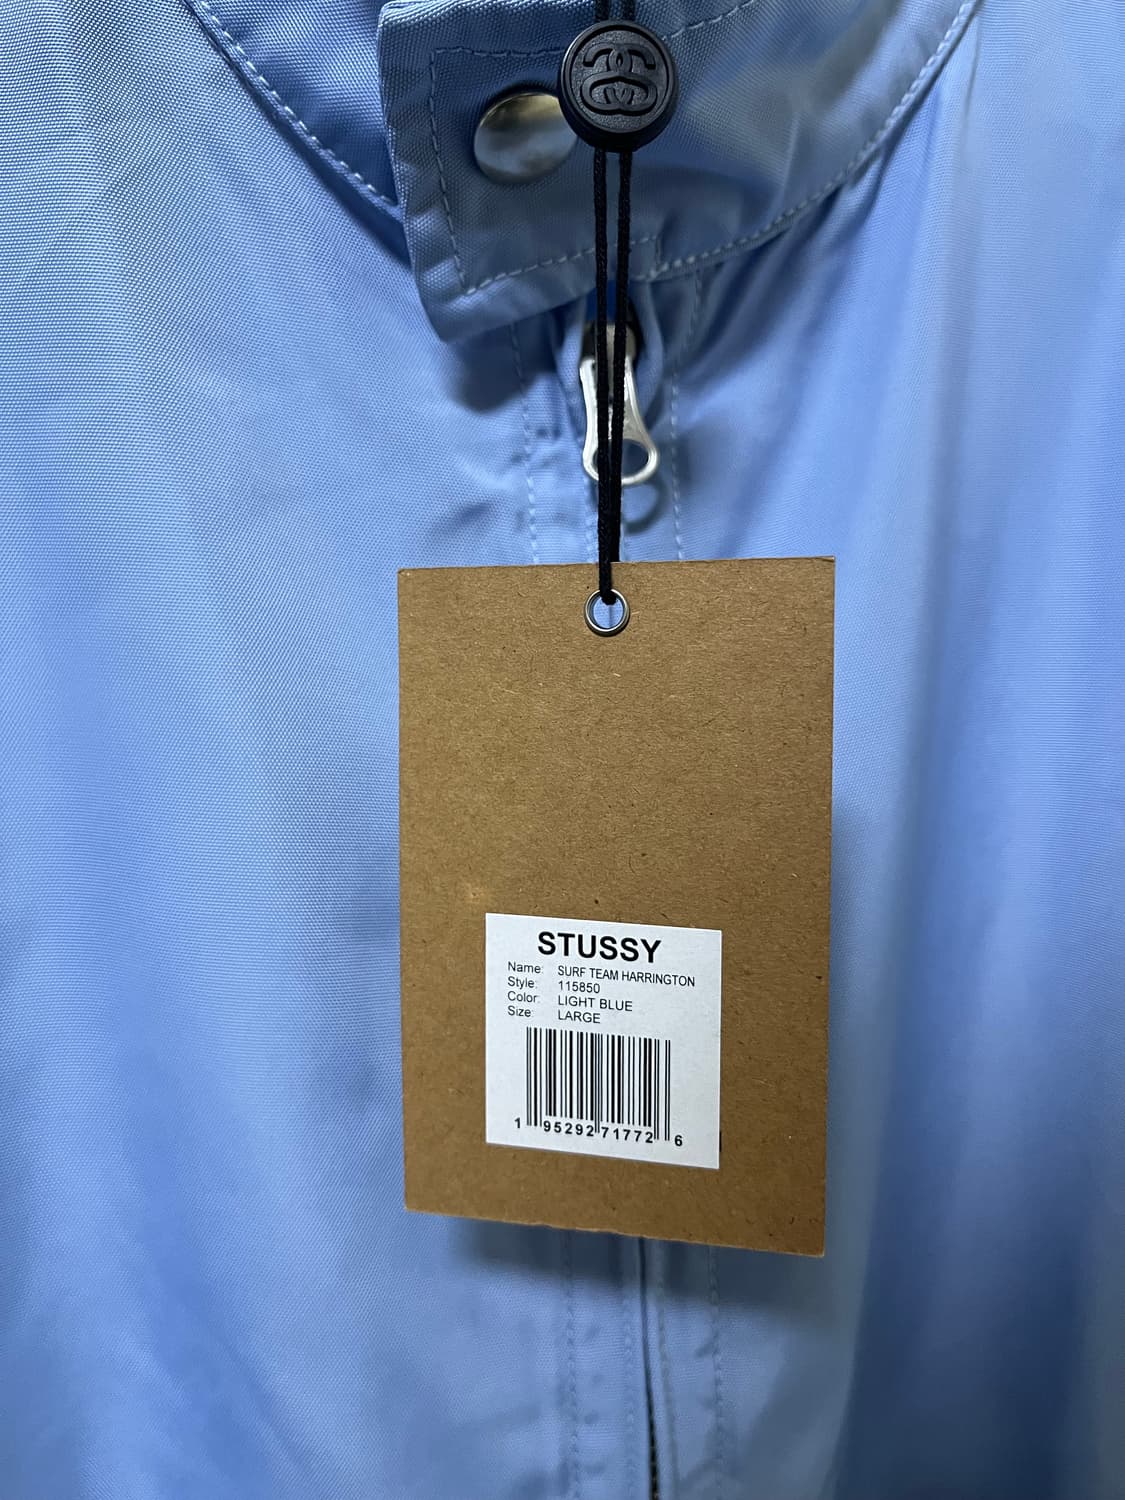 STUSSY
Name: SURF TEAM HARRINGTON
Style: 115850
Color: LIGHT BLUE
Size: LARGE
1 95292 71772 6